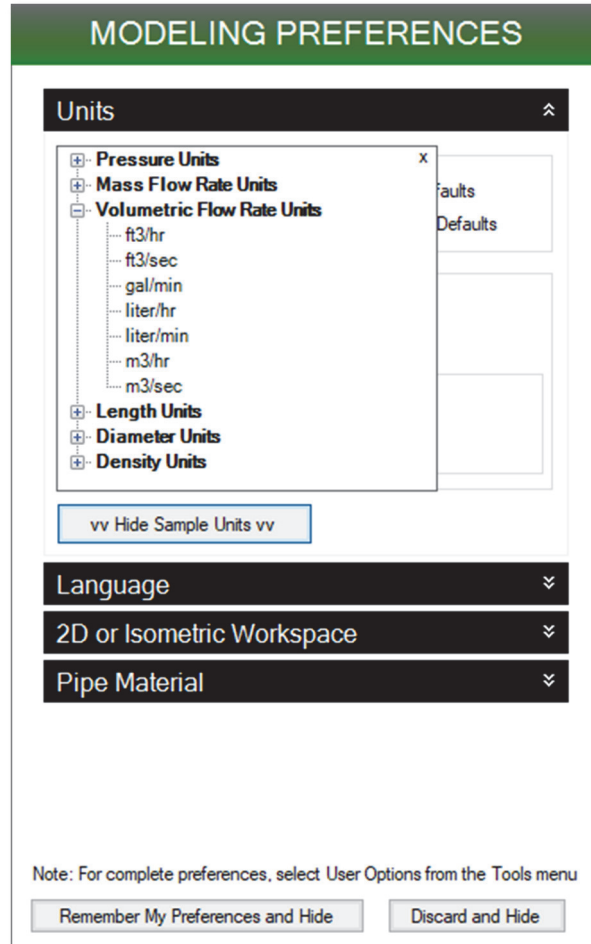 MODELING PREFERENCES
Units
Pressure Units
x
Mass Flow Rate Units
Volumetric Flow Rate Units
Defaults
ft3/hr
ft3/sec
gal/min
liter/hr
liter/min
m3/hr
m3/sec
Length Units
Diameter Units
Density Units
vv Hide Sample Units vv
Language
2D or Isometric Workspace
Pipe Material
Note: For complete preferences, select User Options from the Tools menu
Remember My Preferences and Hide
Discard and Hide